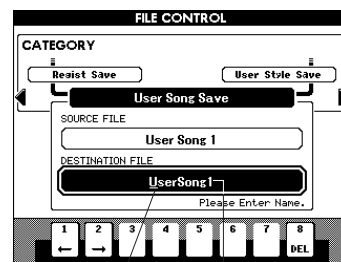 FILE CONTROL
CATEGORY
Regist Save
User Style Save
User Song Save
SOURCE FILE
User Song 1
DESTINATION FILE
UserSong1
Please Enter Name.
1 2 3 4 5 6 7 8
← → DEL